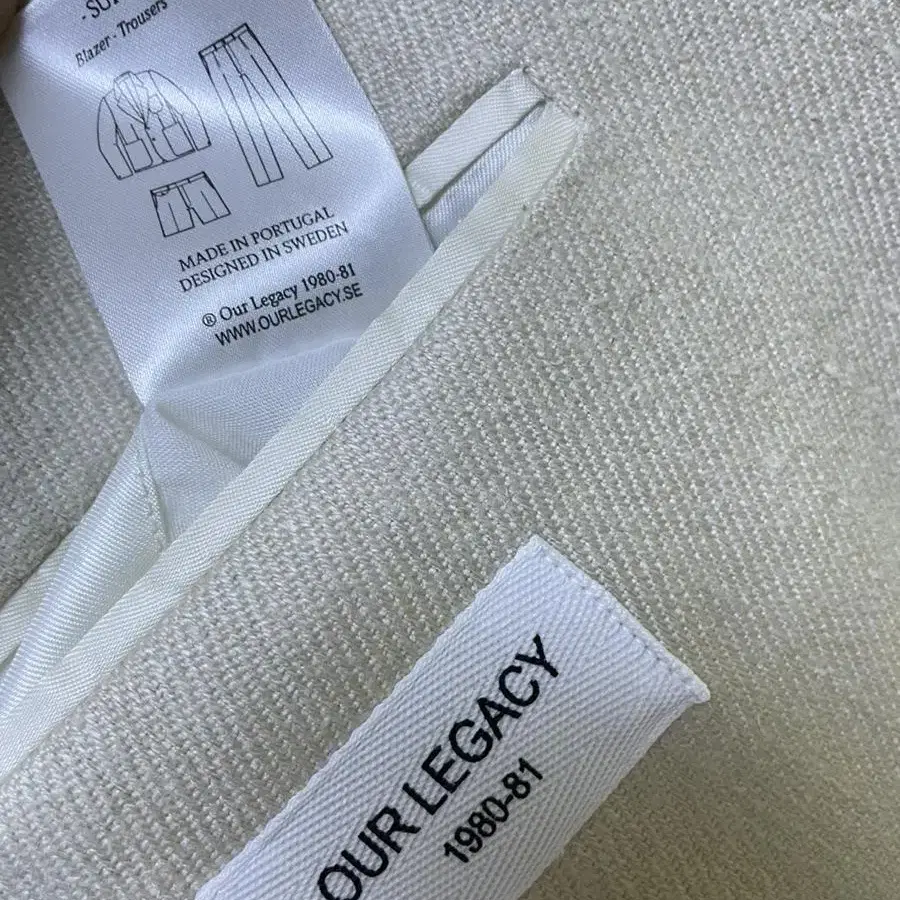 Blazer - Trousers
MADE IN PORTUGAL
DESIGNED IN SWEDEN
® Our Legacy 1980-81
WWW.OURLEGACY.SE
OUR LEGACY
1980-81